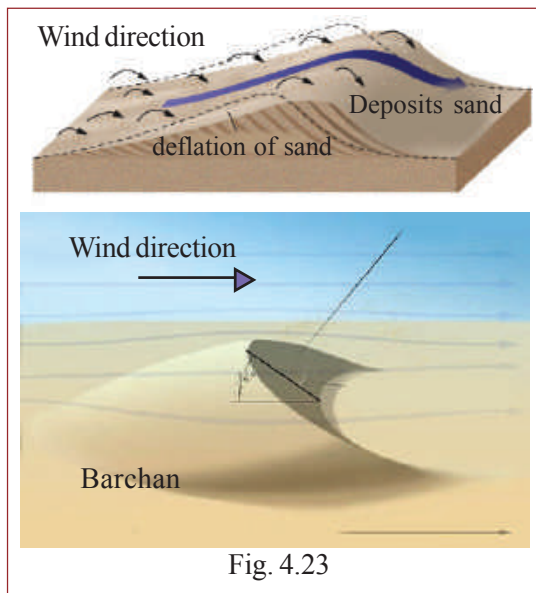 Wind direction
Deposits sand
deflation of sand
Wind direction
Barchan
Fig. 4.23